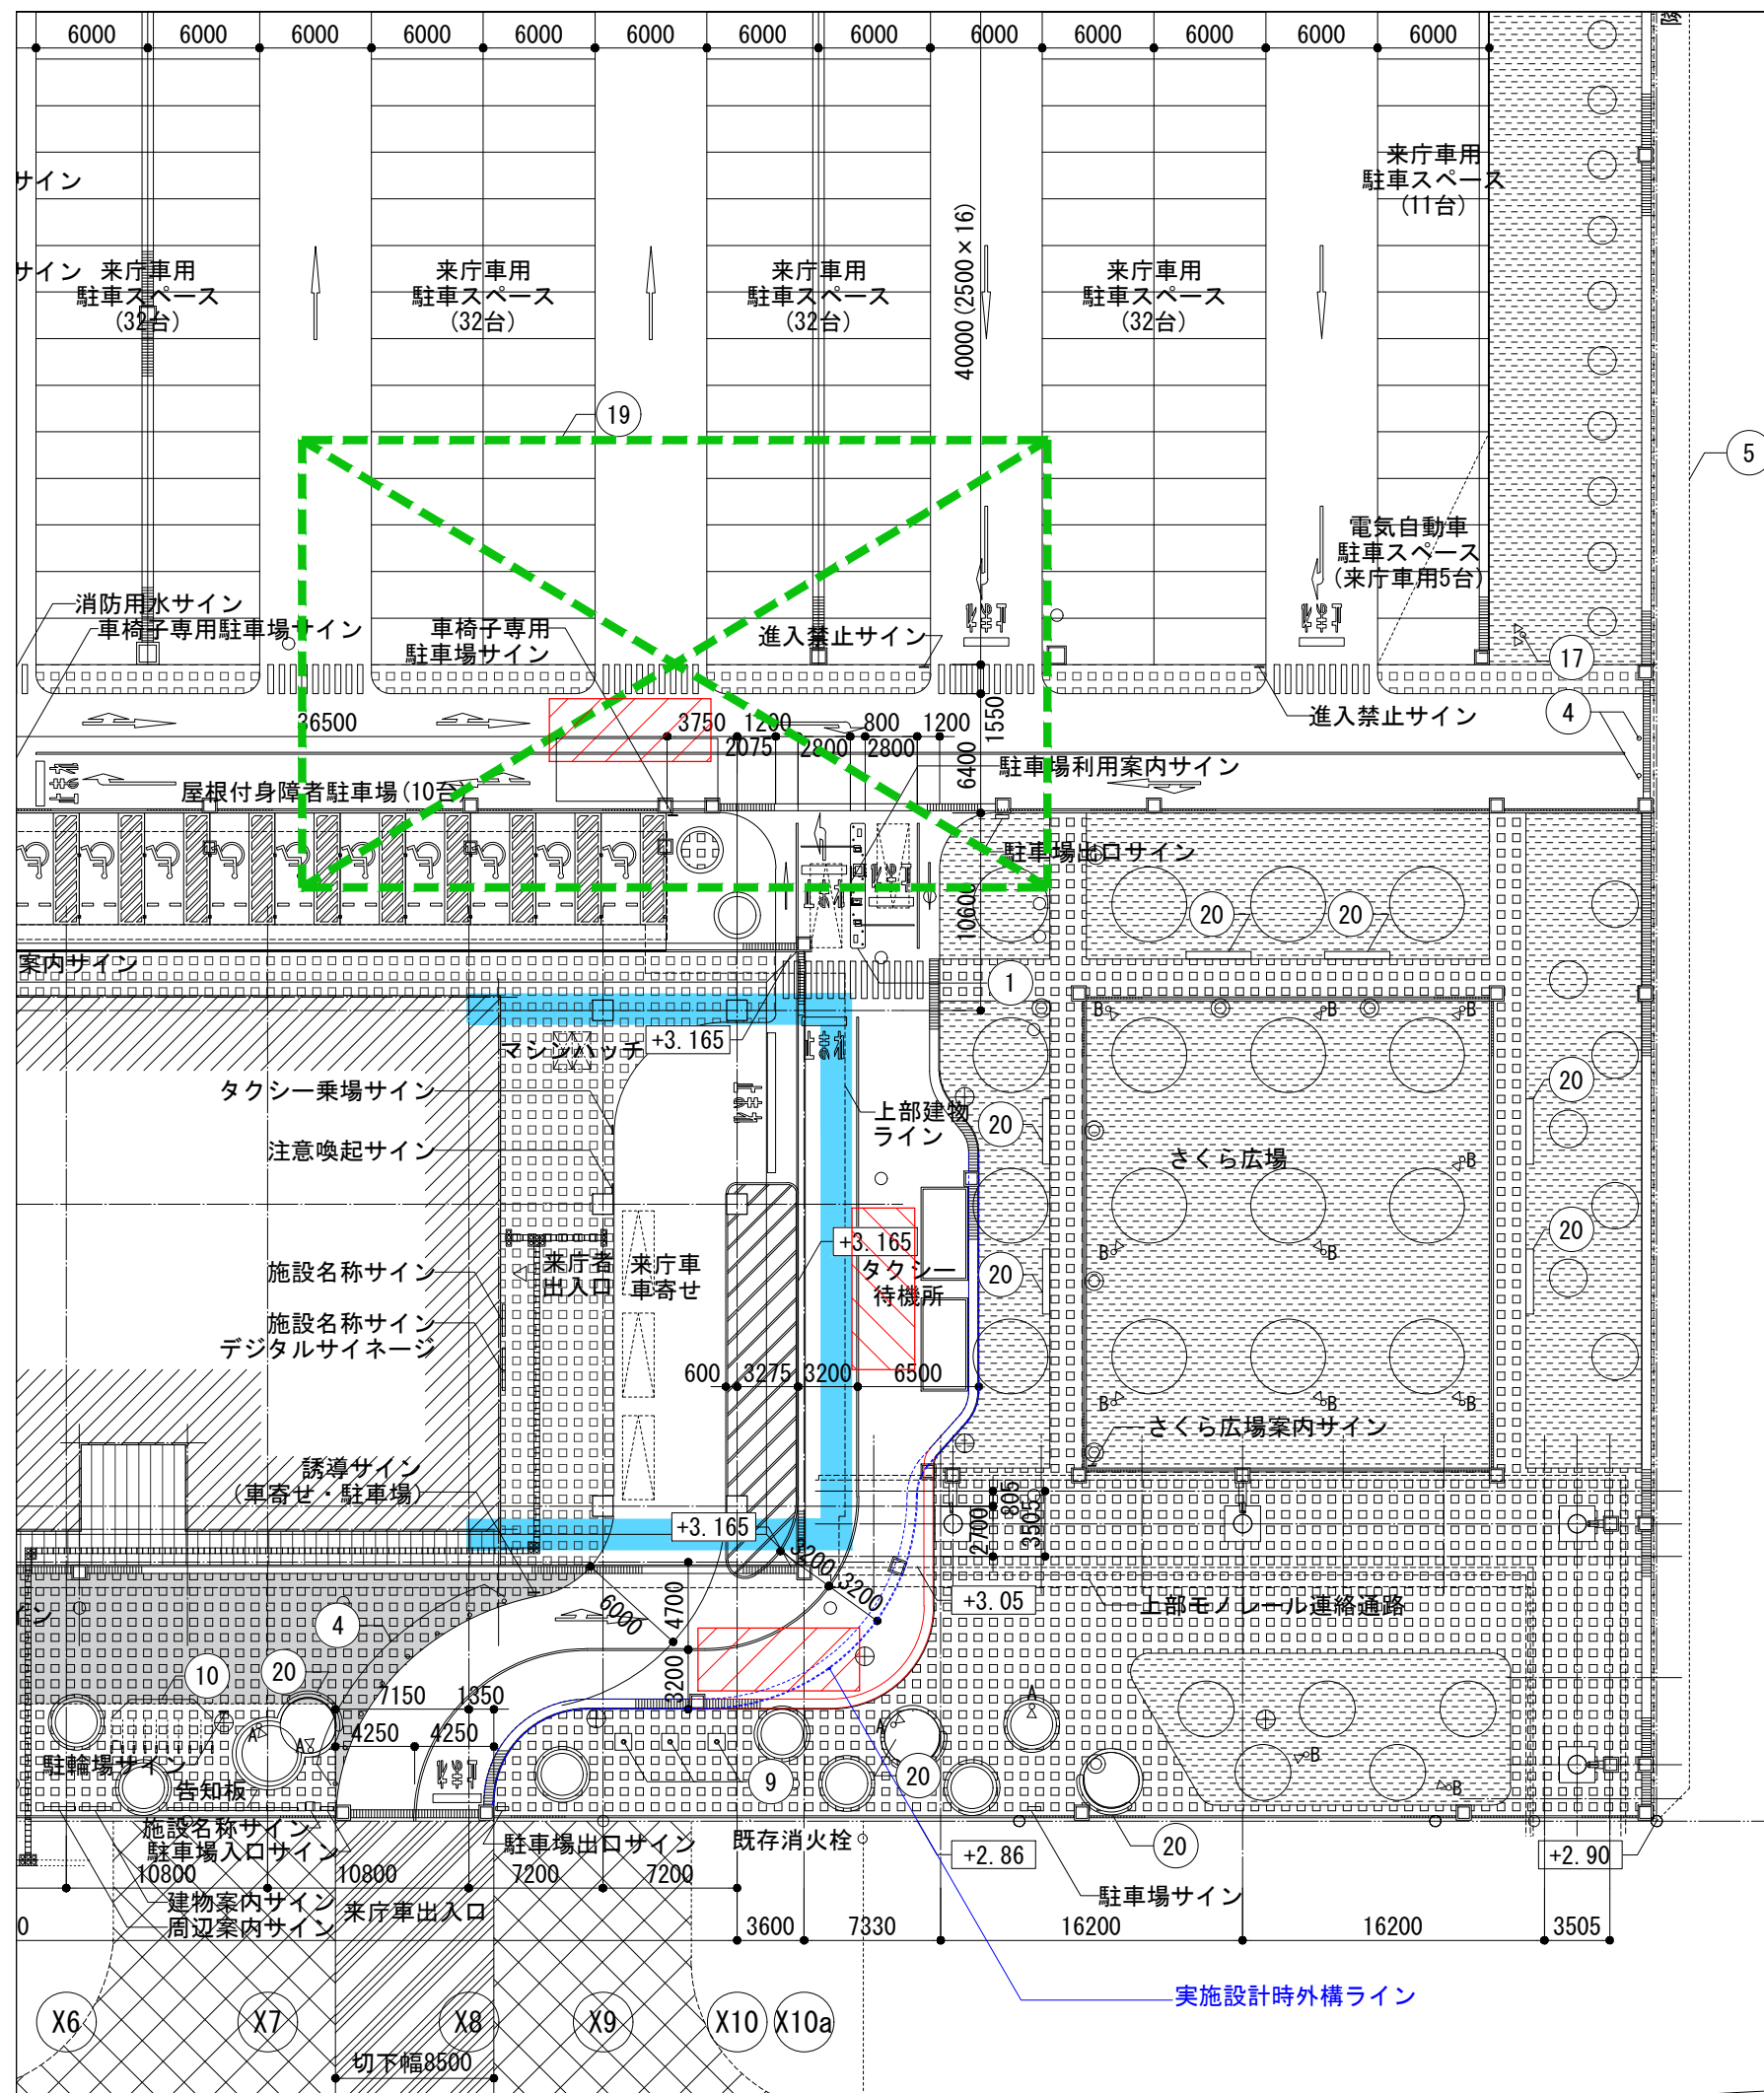 6000 6000 6000 6000 6000 6000 6000 6000 6000 6000 6000 6000 6000
サイン
来庁車用
駐車スペース
(11台)
サイン
来庁車用
駐車スペース
(32台)
来庁車用
駐車スペース
(32台)
来庁車用
駐車スペース
(32台)
来庁車用
駐車スペース
(32台)
40000(2500×16)
19
5
電気自動車
駐車スペース
(来庁車用5台)
消防用水サイン
車椅子専用駐車場サイン
車椅子専用
駐車場サイン
進入禁止サイン
17
4
進入禁止サイン
36500
3750 1200 800 1200
2075 2800 2800
1550
6400
駐車場利用案内サイン
屋根付身障者駐車場(10台)
駐車場出口サイン
10600
20
20
案内サイン
1
+3.165
マシンハッチ
タクシー乗場サイン
注意喚起サイン
上部建物
ライン
20
20
さくら広場
B B B
B
B B
B B B
施設名称サイン
来庁者
出入口
来庁車
車寄せ
+3.165
タクシー
待機所
20
20
施設名称サイン
デジタルサイネージ
600 3275 3200 6500
さくら広場案内サイン
誘導サイン
(車寄せ・駐車場)
+3.165
2700
805
3505
3200
3200
6000
4700
3200
+3.05
上部モノレール連絡通路
イン
4
10
20
7150 1350
4250 4250
A A
A A
B B
駐輪場サイン
告知板
9
20
施設名称サイン
駐車場入口サイン
駐車場出口サイン
既存消火栓
20
+2.86
+2.90
10800 10800 7200 7200
建物案内サイン
周辺案内サイン
来庁車出入口
駐車場サイン
0
3600 7330 16200 16200 3505
実施設計時外構ライン
X6 X7 X8 X9 X10 X10a
切下幅8500